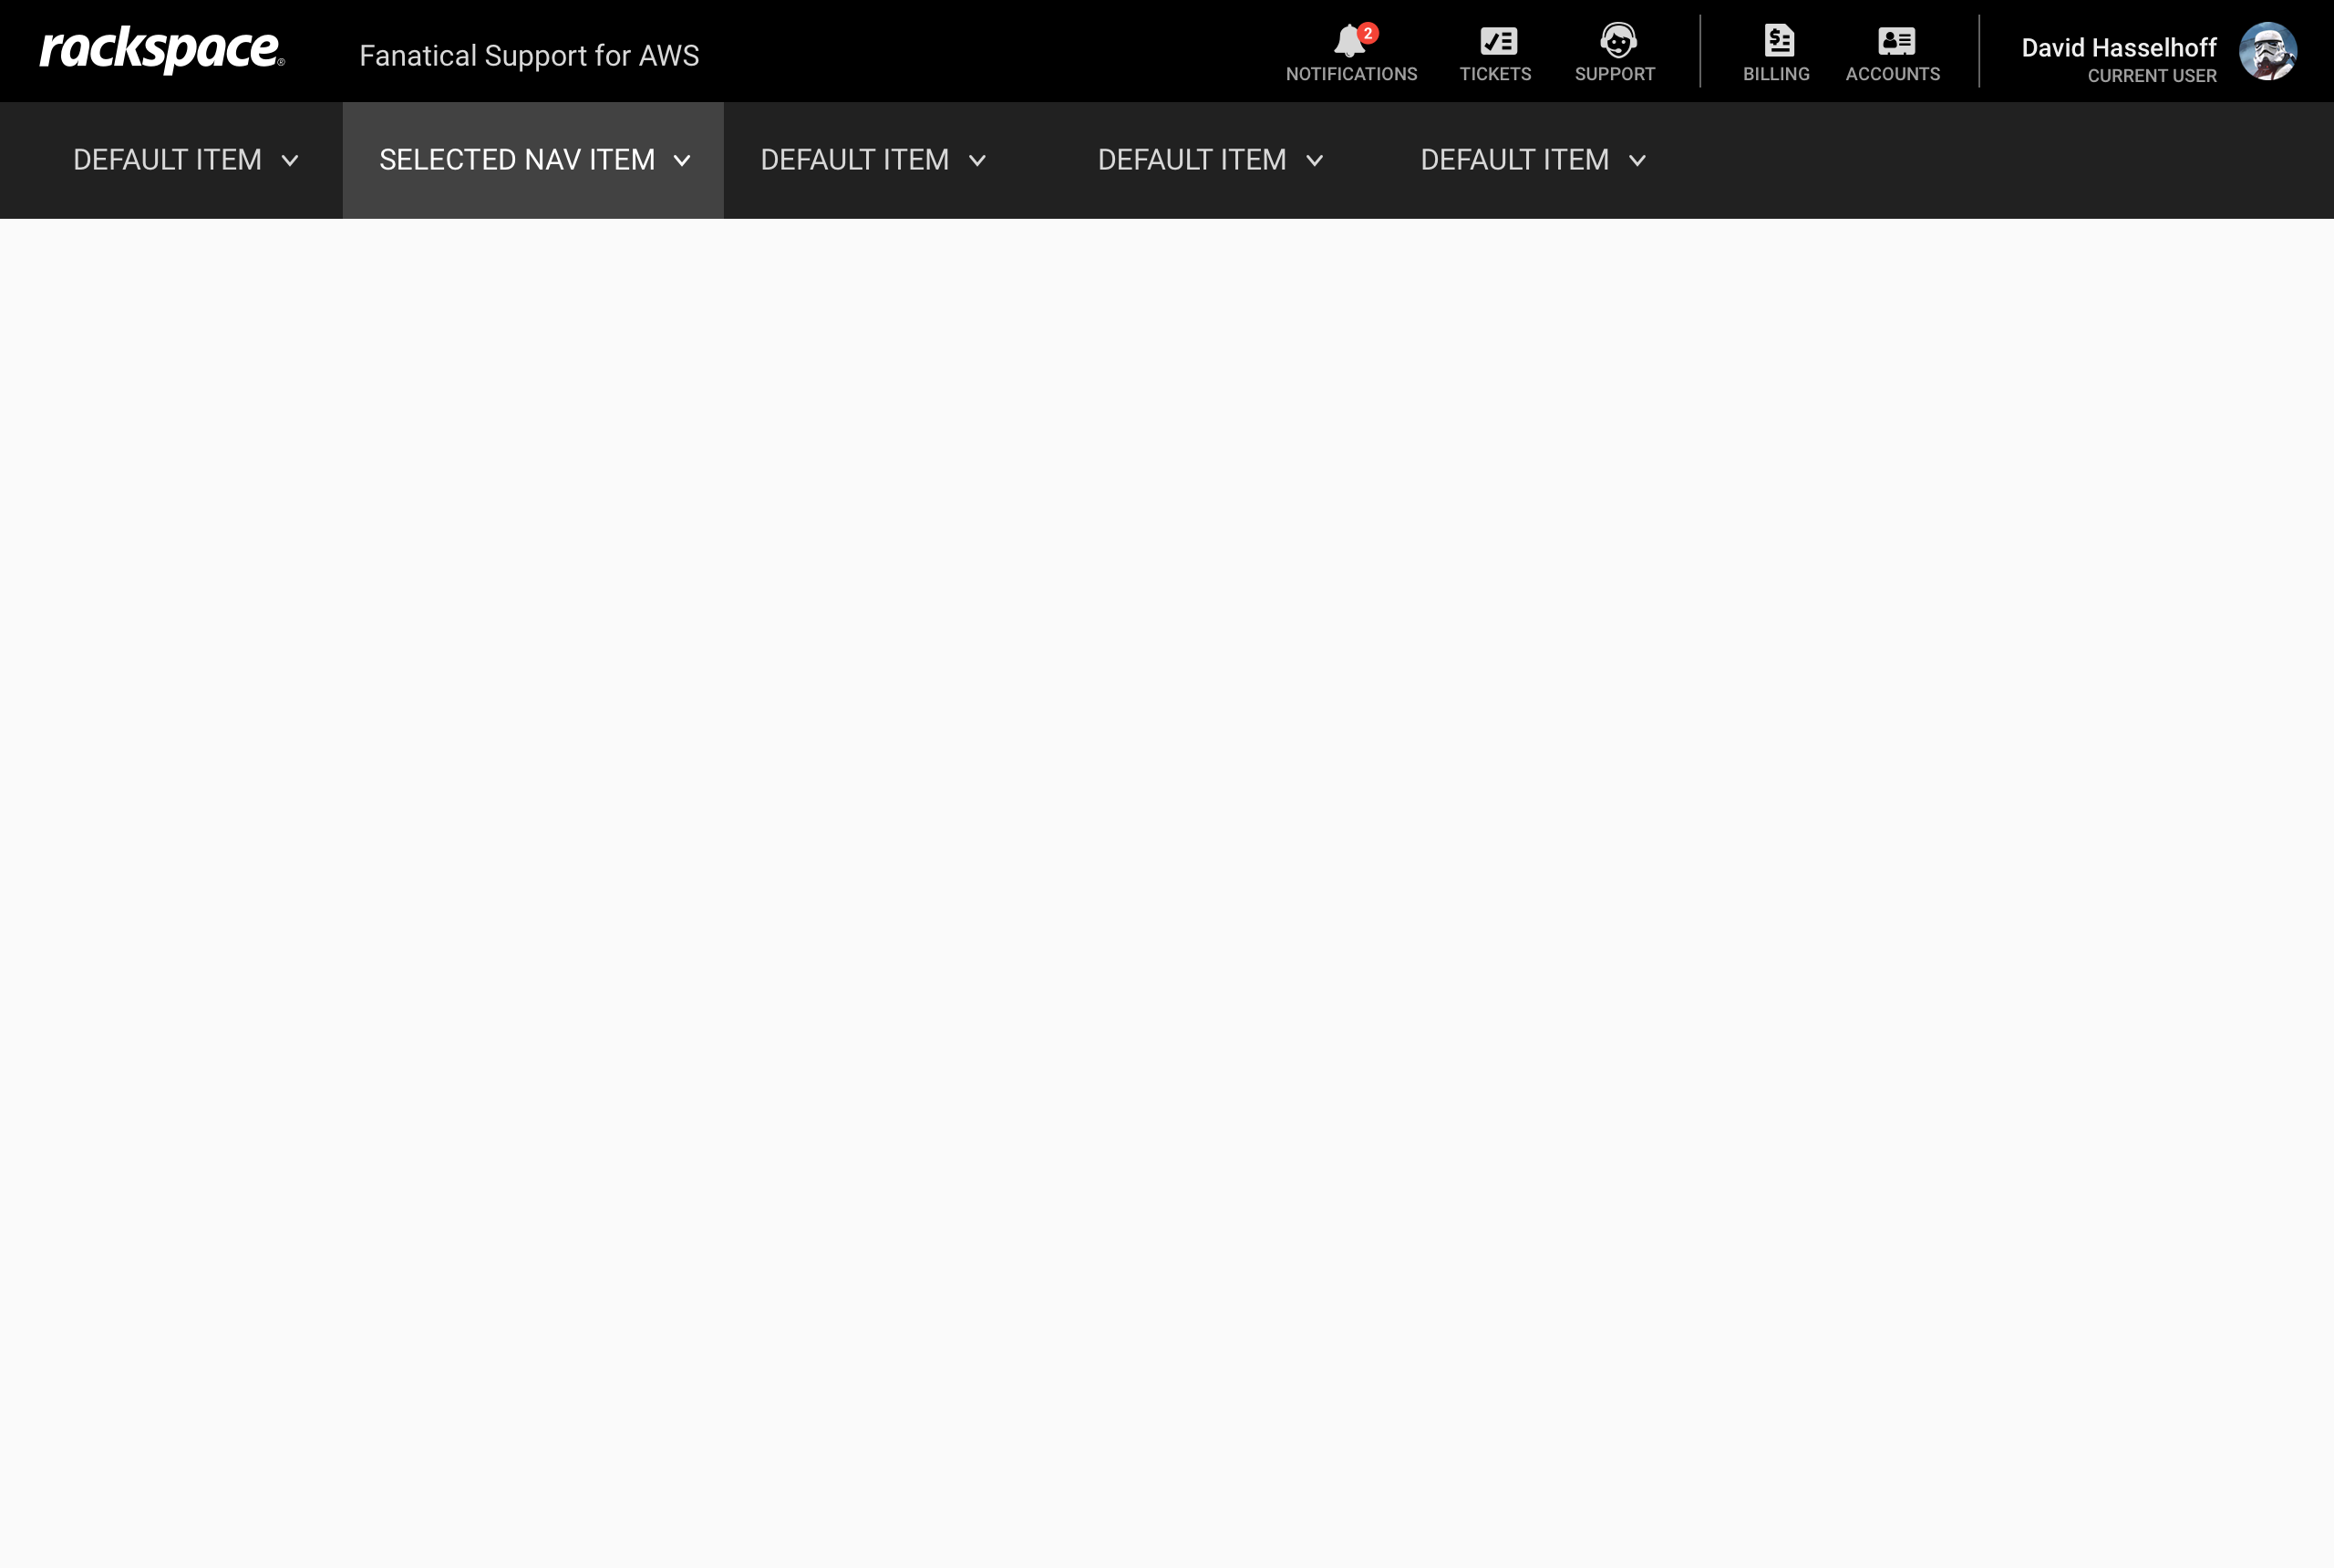 rackspace®
Fanatical Support for AWS
2
NOTIFICATIONS
TICKETS
SUPPORT
BILLING
ACCOUNTS
David Hasselhoff
CURRENT USER
DEFAULT ITEM
SELECTED NAV ITEM
DEFAULT ITEM
DEFAULT ITEM
DEFAULT ITEM